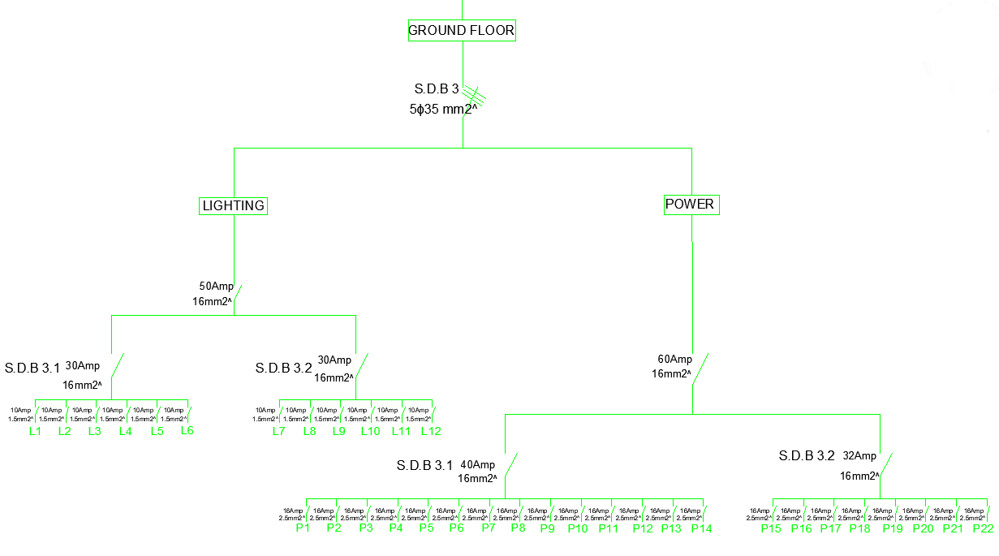 GROUND FLOOR
S.D.B 3
5ϕ35 mm2^
LIGHTING
POWER
50Amp
16mm2^
60Amp
16mm2^
S.D.B 3.1 30Amp
16mm2^
S.D.B 3.2 30Amp
16mm2^
10Amp 10Amp 10Amp 10Amp 10Amp 10Amp
1.5mm2^ 1.5mm2^ 1.5mm2^ 1.5mm2^ 1.5mm2^ 1.5mm2^
L1 L2 L3 L4 L5 L6
10Amp 10Amp 10Amp 10Amp 10Amp 10Amp
1.5mm2^ 1.5mm2^ 1.5mm2^ 1.5mm2^ 1.5mm2^ 1.5mm2^
L7 L8 L9 L10 L11 L12
S.D.B 3.1 40Amp
16mm2^
S.D.B 3.2 32Amp
16mm2^
16Amp 16Amp 16Amp 16Amp 16Amp 16Amp 16Amp 16Amp 16Amp 16Amp 16Amp 16Amp 16Amp 16Amp
2.5mm2^ 2.5mm2^ 2.5mm2^ 2.5mm2^ 2.5mm2^ 2.5mm2^ 2.5mm2^ 2.5mm2^ 2.5mm2^ 2.5mm2^ 2.5mm2^ 2.5mm2^ 2.5mm2^ 2.5mm2^
P1 P2 P3 P4 P5 P6 P7 P8 P9 P10 P11 P12 P13 P14
16Amp 16Amp 16Amp 16Amp 16Amp 16Amp 16Amp 16Amp
2.5mm2^ 2.5mm2^ 2.5mm2^ 2.5mm2^ 2.5mm2^ 2.5mm2^ 2.5mm2^ 2.5mm2^
P15 P16 P17 P18 P19 P20 P21 P22